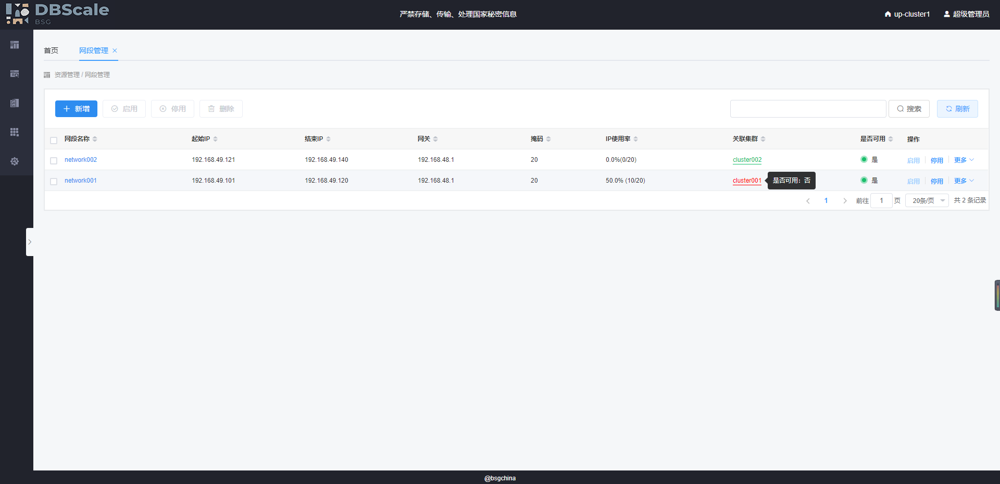 DBScale
BSG
严禁存储、传输、处理国家秘密信息
up-cluster1
超级管理员
首页
网段管理
资源管理 / 网段管理
新增
启用
停用
删除
搜索
刷新
网段名称 起始IP 结束IP 网关 掩码 IP使用率 关联集群 是否可用 操作
network002 192.168.49.121 192.168.49.140 192.168.48.1 20 0.0%(0/20) cluster002 是 启用 停用 更多
network001 192.168.49.101 192.168.49.120 192.168.48.1 20 50.0% (10/20) cluster001 是否可用：否 是 启用 停用 更多
1 前往 1 页 20条/页 共 2 条记录
@bsgchina